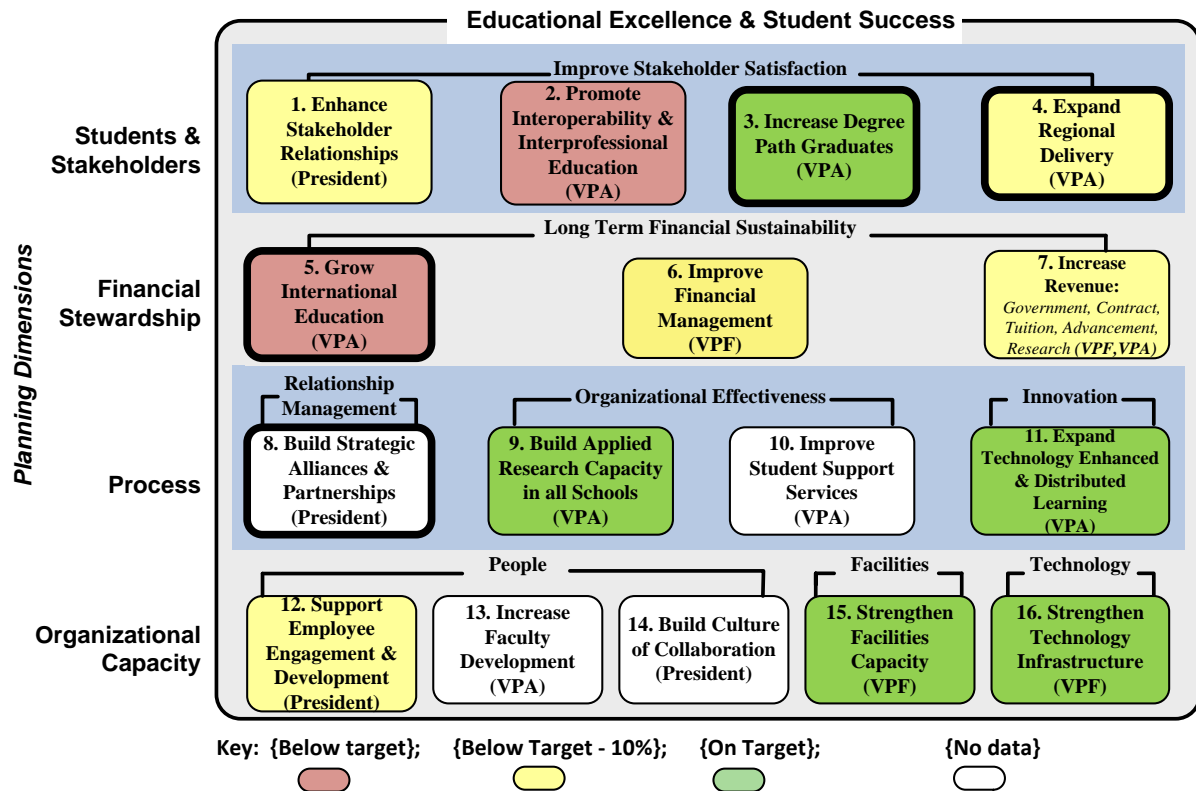 Educational Excellence & Student Success
Planning Dimensions
Students &
Stakeholders
Improve Stakeholder Satisfaction
1. Enhance
Stakeholder
Relationships
(President)
2. Promote
Interoperability &
Interprofessional
Education
(VPA)
3. Increase Degree
Path Graduates
(VPA)
4. Expand
Regional
Delivery
(VPA)
Financial
Stewardship
Long Term Financial Sustainability
5. Grow
International
Education
(VPA)
6. Improve
Financial
Management
(VPF)
7. Increase
Revenue:
Government, Contract,
Tuition, Advancement,
Research (VPF,VPA)
Process
Relationship
Management
8. Build Strategic
Alliances &
Partnerships
(President)
Organizational Effectiveness
9. Build Applied
Research Capacity
in all Schools
(VPA)
10. Improve
Student Support
Services
(VPA)
Innovation
11. Expand
Technology Enhanced
& Distributed
Learning
(VPA)
Organizational
Capacity
People
12. Support
Employee
Engagement &
Development
(President)
13. Increase
Faculty
Development
(VPA)
14. Build Culture
of Collaboration
(President)
Facilities
15. Strengthen
Facilities
Capacity
(VPF)
Technology
16. Strengthen
Technology
Infrastructure
(VPF)
Key: {Below target}; {Below Target - 10%}; {On Target}; {No data}